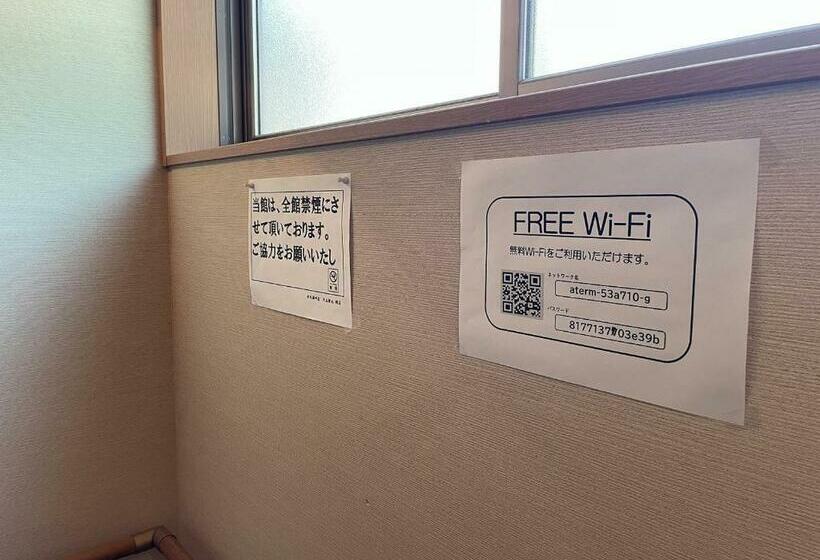 当館は、全館禁煙にさ
せて頂いております。
ご協力をお願いいたし
FREE Wi-Fi
無料Wi-Fiをご利用いただけます。
ネットワーク名
aterm-53a710-g
パスワード